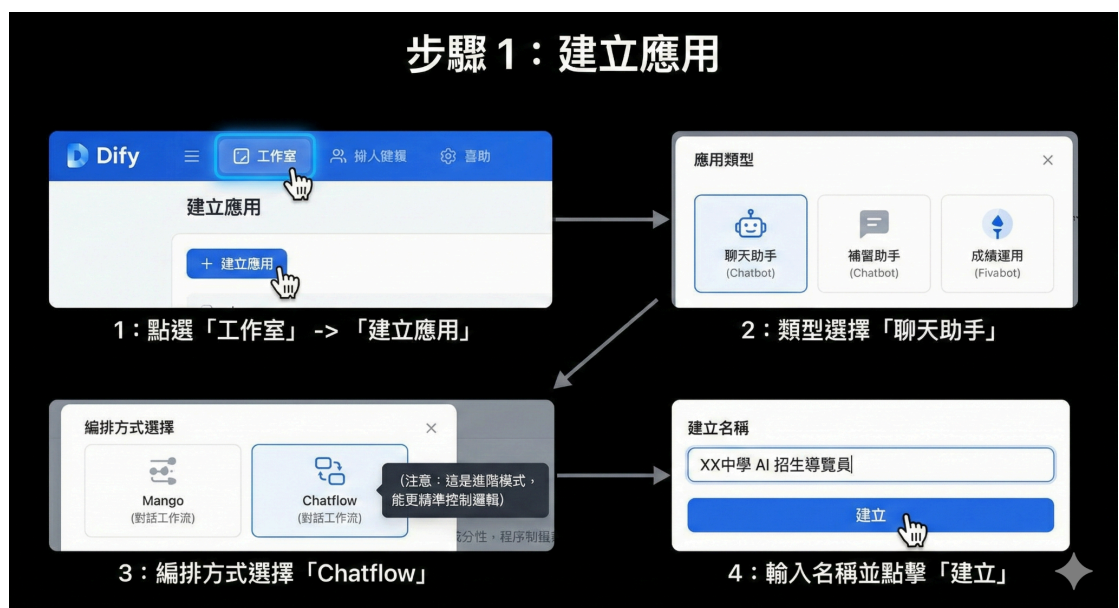 步驟 1：建立應用
Dify
工作室
喜助
建立應用
+ 建立應用
1：點選「工作室」 -> 「建立應用」
應用類型
聊天助手
(Chatbot)
補習助手
(Chatbot)
成績運用
(Fivabot)
2：類型選擇「聊天助手」
編排方式選擇
Mango
(對話工作流)
Chatflow
(對話工作流)
（注意：這是進階模式，
能更精準控制邏輯）
3：編排方式選擇「Chatflow」
建立名稱
XX中學 AI 招生導覽員
建立
4：輸入名稱並點擊「建立」